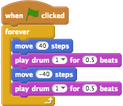 when clicked
forever
move 40 steps
play drum 1 for 0.5 beats
move -40 steps
play drum 1 for 0.5 beats